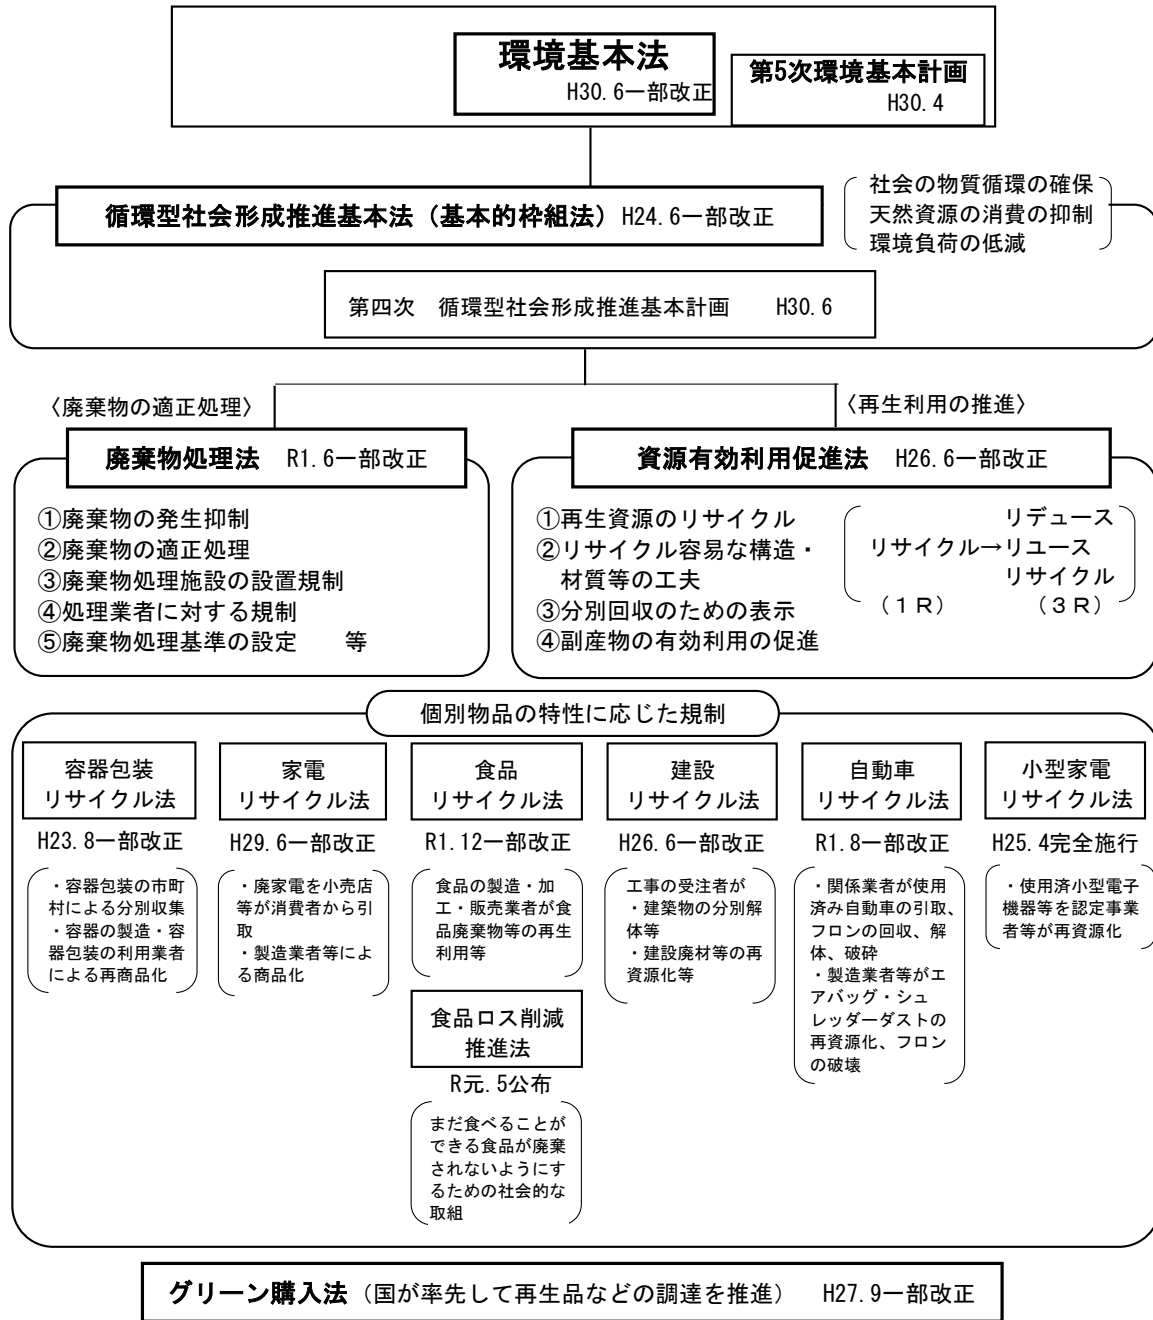 環境基本法
H30.6一部改正
第5次環境基本計画
H30.4
循環型社会形成推進基本法(基本的枠組法) H24.6一部改正
社会の物質循環の確保
天然資源の消費の抑制
環境負荷の低減
第四次 循環型社会形成推進基本計画 H30.6
〈廃棄物の適正処理〉
〈再生利用の推進〉
廃棄物処理法 R1.6一部改正
①廃棄物の発生抑制
②廃棄物の適正処理
③廃棄物処理施設の設置規制
④処理業者に対する規制
⑤廃棄物処理基準の設定 等
資源有効利用促進法 H26.6一部改正
①再生資源のリサイクル
②リサイクル容易な構造・
材質等の工夫
③分別回収のための表示
④副産物の有効利用の促進
リデュース
リサイクル→リユース
リサイクル
(1R) (3R)
個別物品の特性に応じた規制
容器包装
リサイクル法
H23.8一部改正
・容器包装の市町
村による分別収集
・容器の製造・容
器包装の利用業者
による再商品化
家電
リサイクル法
H29.6一部改正
・廃家電を小売店
等が消費者から引
取
・製造業者等によ
る商品化
食品
リサイクル法
R1.12一部改正
食品の製造・加
工・販売業者が食
品廃棄物等の再生
利用等
食品ロス削減
推進法
R元.5公布
まだ食べることが
できる食品が廃棄
されないようにす
るための社会的な
取組
建設
リサイクル法
H26.6一部改正
工事の受注者が
・建築物の分別解
体等
・建設廃材等の再
資源化等
自動車
リサイクル法
R1.8一部改正
・関係業者が使用
済み自動車の引取、
フロンの回収、解
体、破砕
・製造業者等がエ
アバッグ・シュ
レッダーダストの
再資源化、フロン
の破壊
小型家電
リサイクル法
H25.4完全施行
・使用済小型電子
機器等を認定事業
者等が再資源化
グリーン購入法(国が率先して再生品などの調達を推進) H27.9一部改正